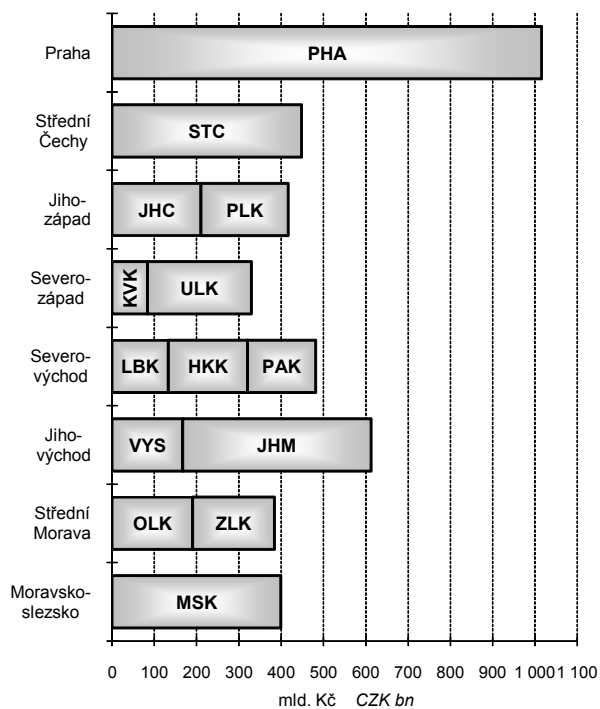 Praha
PHA
Střední
Čechy
STC
Jiho-
západ
JHC PLK
Severo-
západ
KVK ULK
Severo-
východ
LBK HKK PAK
Jiho-
východ
VYS JHM
Střední
Morava
OLK ZLK
Moravsko-
slezsko
MSK
0 100 200 300 400 500 600 700 800 900 1 000 1 100
mld. Kč CZK bn